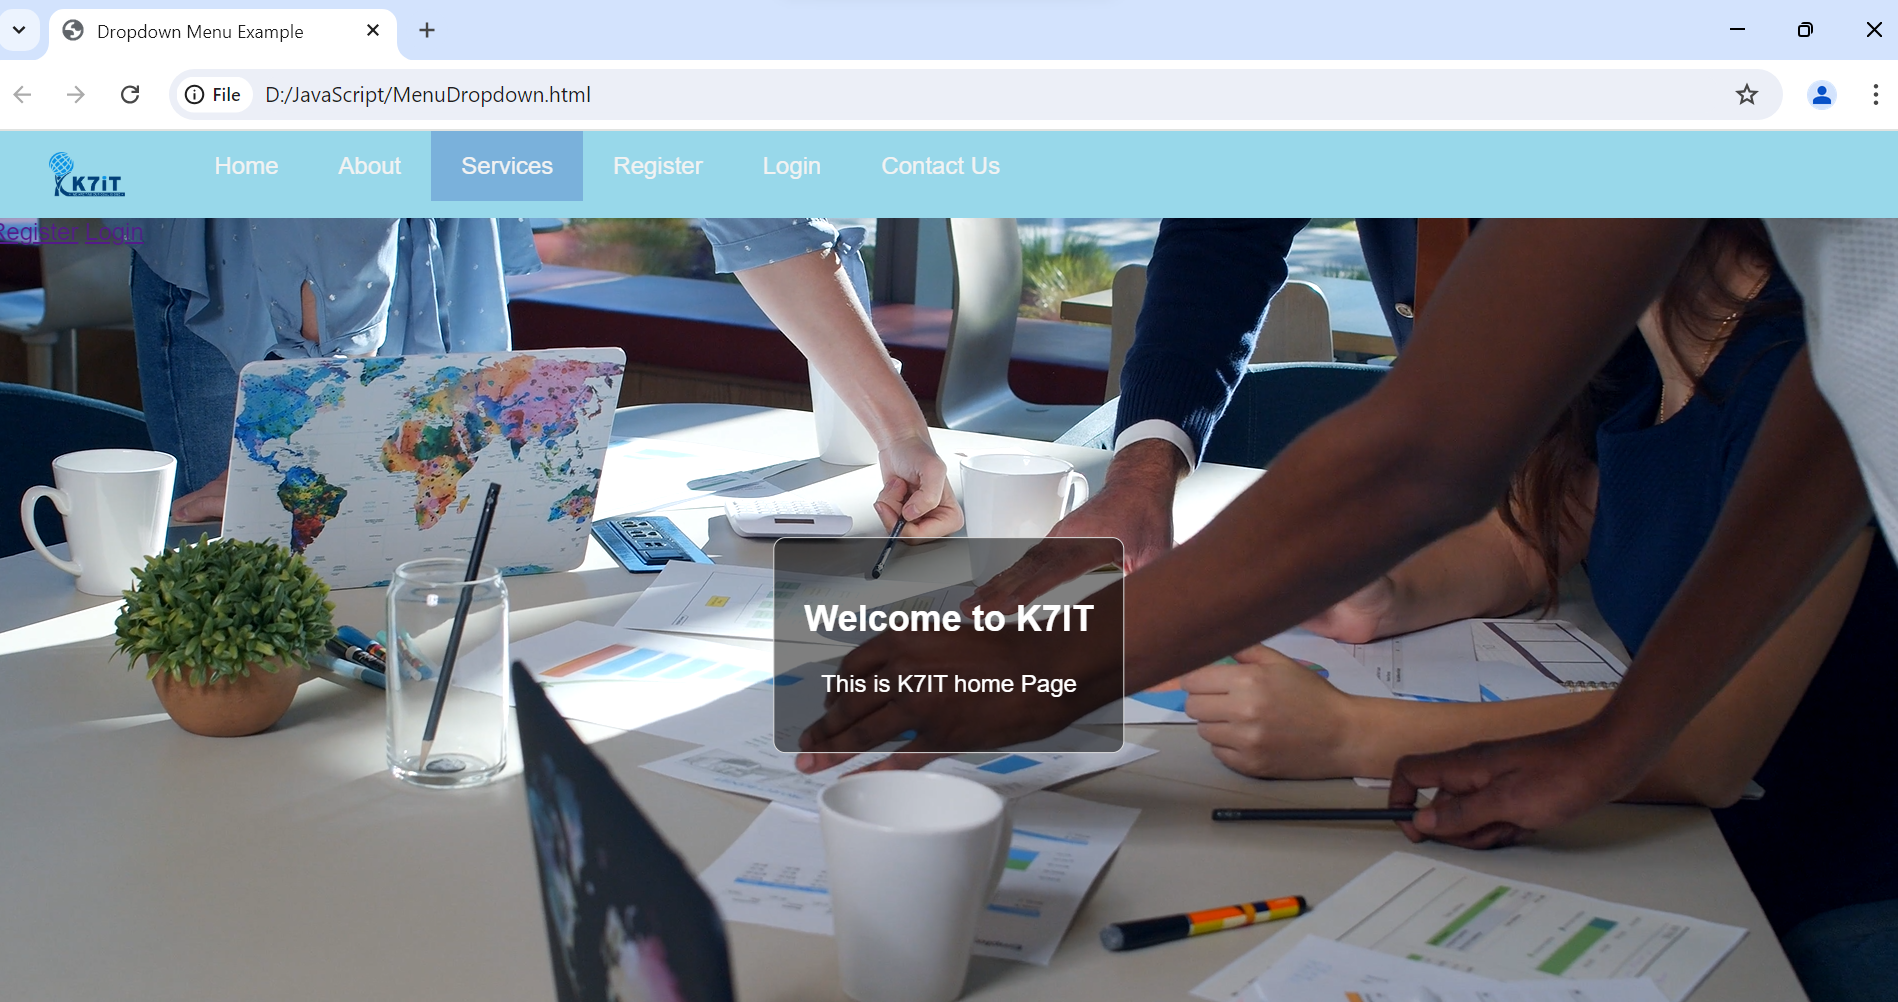 Dropdown Menu Example
File D:/JavaScript/MenuDropdown.html
K7iT
Home About Services Register Login Contact Us
Register Login
Welcome to K7IT
This is K7IT home Page